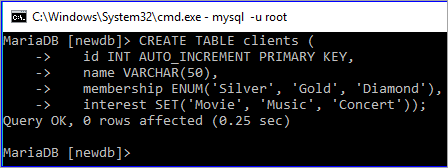 C:\Windows\System32\cmd.exe - mysql -u root
MariaDB [newdb]> CREATE TABLE clients (
    ->     id INT AUTO_INCREMENT PRIMARY KEY,
    ->     name VARCHAR(50),
    ->     membership ENUM('Silver', 'Gold', 'Diamond'),
    ->     interest SET('Movie', 'Music', 'Concert'));
Query OK, 0 rows affected (0.25 sec)
MariaDB [newdb]>